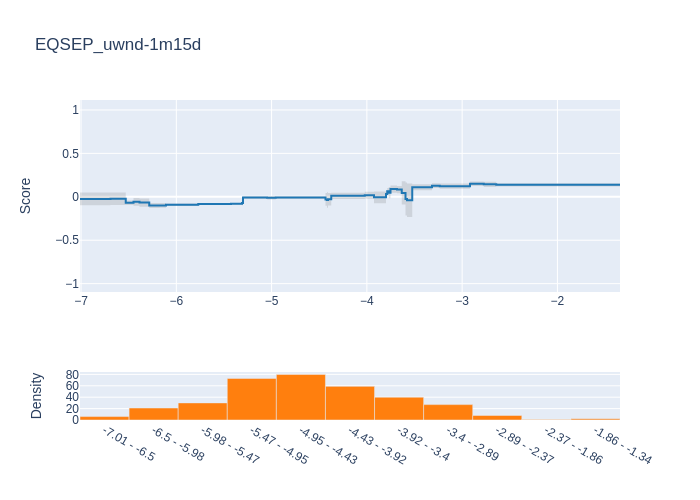 EQSEP_uwnd-1m15d
1
0.5
0
−0.5
−1
Score
−7
−6
−5
−4
−3
−2
80
60
40
20
0
Density
-7.01 - -6.5
-6.5 - -5.98
-5.98 - -5.47
-5.47 - -4.95
-4.95 - -4.43
-4.43 - -3.92
-3.92 - -3.4
-3.4 - -2.89
-2.89 - -2.37
-2.37 - -1.86
-1.86 - -1.34